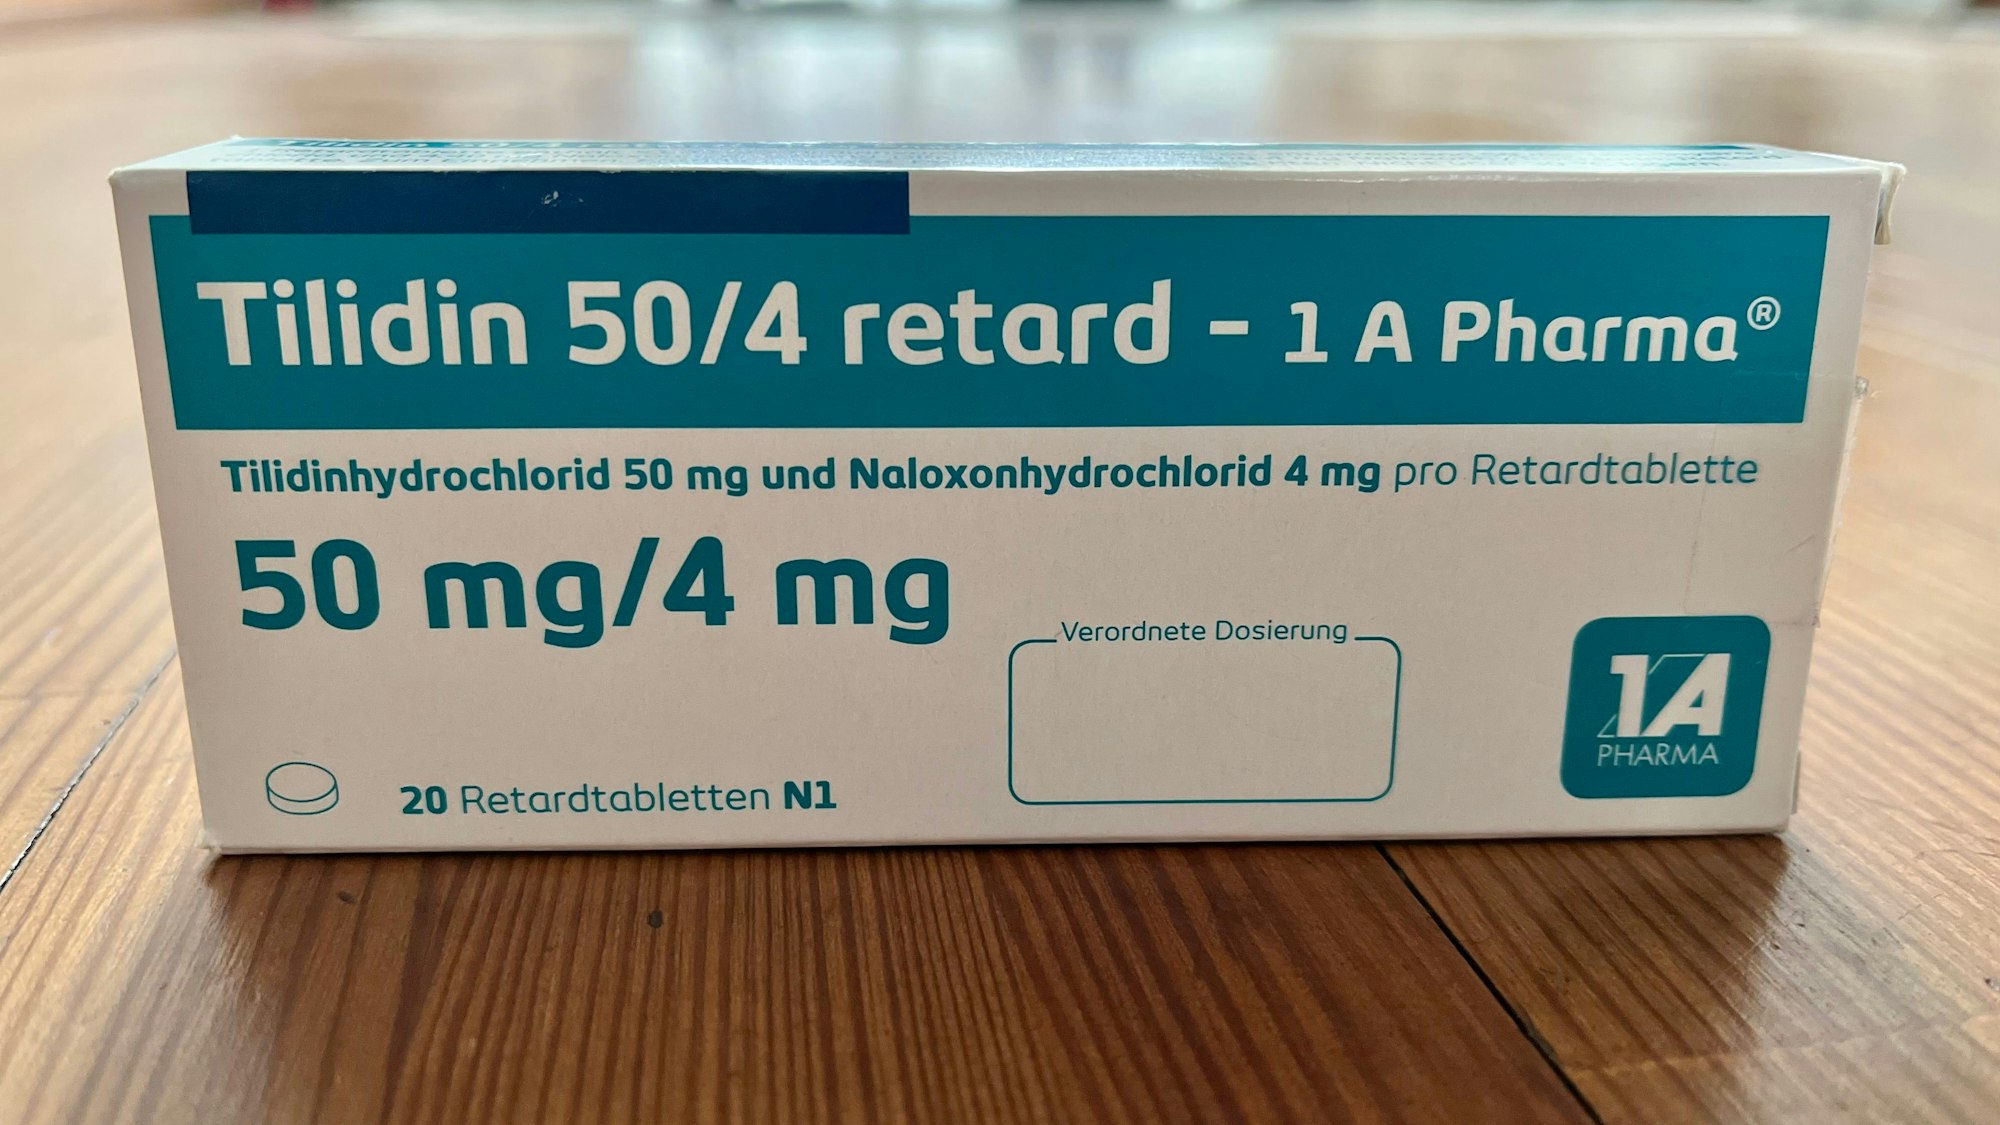 Tilidin 50/4 retard - 1 A Pharma®
Tilidinhydrochlorid 50 mg und Naloxonhydrochlorid 4 mg pro Retardtablette
50 mg/4 mg
Verordnete Dosierung
20 Retardtabletten N1
1A
PHARMA